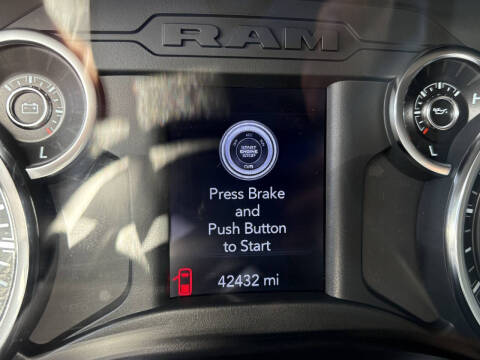 RAM
H
L
L
START
ENGINE
STOP
Press Brake
and
Push Button
to Start
42432 mi